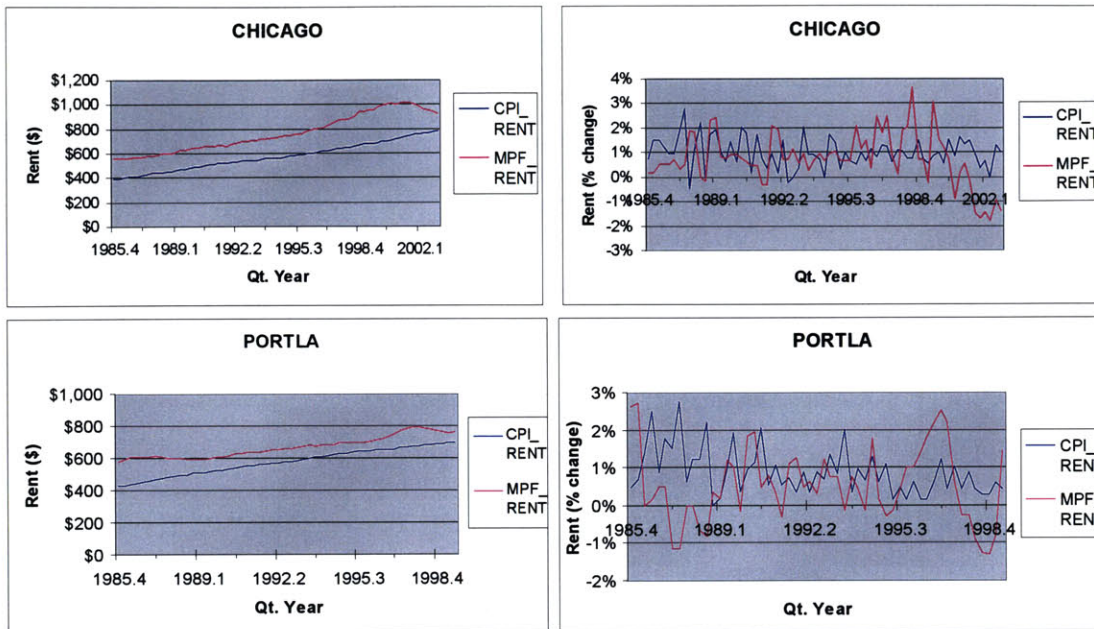 CHICAGO
Rent ($)
$1,200
$1,000
$800
$600
$400
$200
$0
1985.4 1989.1 1992.2 1995.3 1998.4 2002.1
Qt. Year
CPI_
RENT
MPF_
RENT
CHICAGO
Rent (% change)
4%
3%
2%
1%
0%
-1%
-2%
-3%
1985.4 1989.1 1992.2 1995.3 1998.4 2002.1
Qt. Year
CPI_
RENT
MPF_
RENT
PORTLA
Rent ($)
$1,000
$800
$600
$400
$200
$0
1985.4 1989.1 1992.2 1995.3 1998.4
Qt. Year
CPI_
RENT
MPF_
RENT
PORTLA
Rent (% change)
3%
2%
1%
0%
-1%
-2%
1985.4 1989.1 1992.2 1995.3 1998.4
Qt. Year
CPI_
REN
MPF
REN